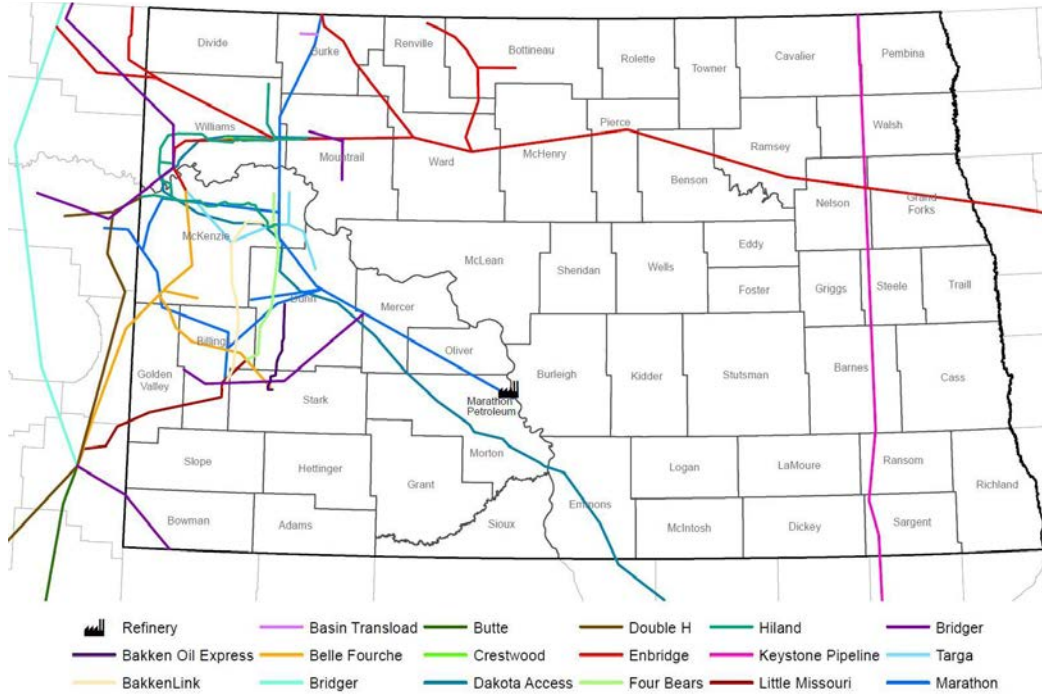 Divide
Burke
Renville
Bottineau
Rolette
Towner
Cavalier
Pembina
Williams
Mountrail
Ward
McHenry
Pierce
Ramsey
Walsh
Benson
Nelson
Grand
Forks
McKenzie
McLean
Shendan
Wells
Eddy
Foster
Griggs
Steele
Traill
Dunn
Mercer
Oliver
Billing
Golden
Valley
Stark
Marathon
Petroleum
Burleigh
Kidder
Stutsman
Barnes
Cass
Slope
Hettinger
Grant
Morton
Emmons
Logan
LaMoure
Ransom
Richland
Bowman
Adams
Sioux
McIntosh
Dickey
Sargent
Refinery Basin Transload Butte Double H Hiland Bridger
Bakken Oil Express Belle Fourche Crestwood Enbridge Keystone Pipeline Targa
BakkenLink Bridger Dakota Access Four Bears Little Missouri Marathon